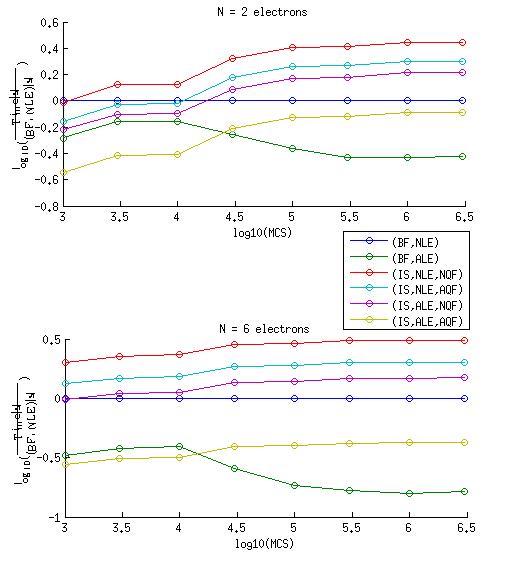 N = 2 electrons
0.6
0.4
0.2
0
-0.2
-0.4
-0.6
-0.8
3
3.5
4
4.5
5
5.5
6
6.5
log10(MCS)
(BF,NLE)
(BF,ALE)
(IS,NLE,NQF)
(IS,NLE,AQF)
(IS,ALE,NQF)
(IS,ALE,AQF)
N = 6 electrons
0.5
0
-0.5
-1
3
3.5
4
4.5
5
5.5
6
6.5
log10(MCS)